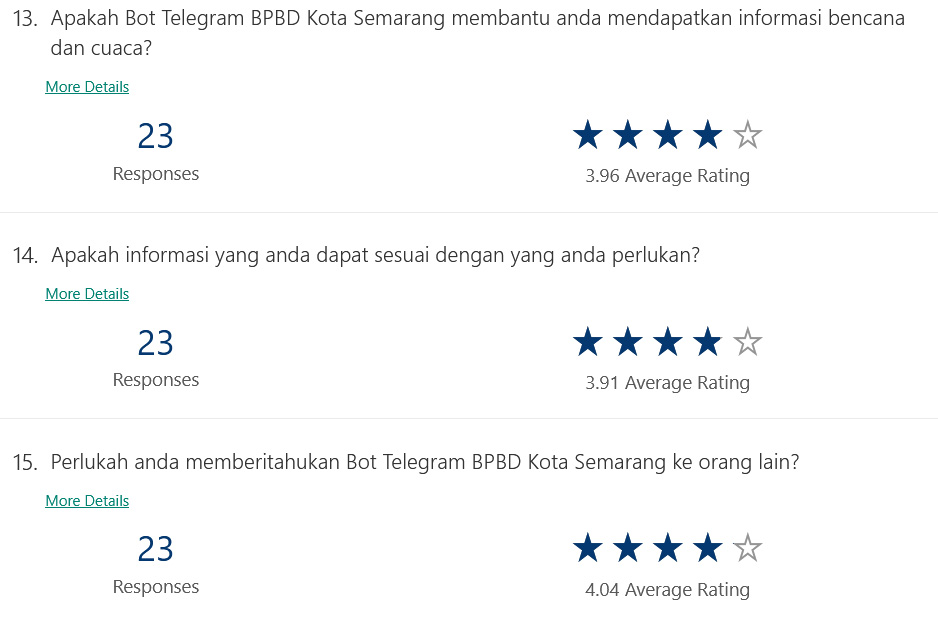 13. Apakah Bot Telegram BPBD Kota Semarang membantu anda mendapatkan informasi bencana
dan cuaca?
More Details
23
Responses
3.96 Average Rating
14. Apakah informasi yang anda dapat sesuai dengan yang anda perlukan?
More Details
23
Responses
3.91 Average Rating
15. Perlukah anda memberitahukan Bot Telegram BPBD Kota Semarang ke orang lain?
More Details
23
Responses
4.04 Average Rating